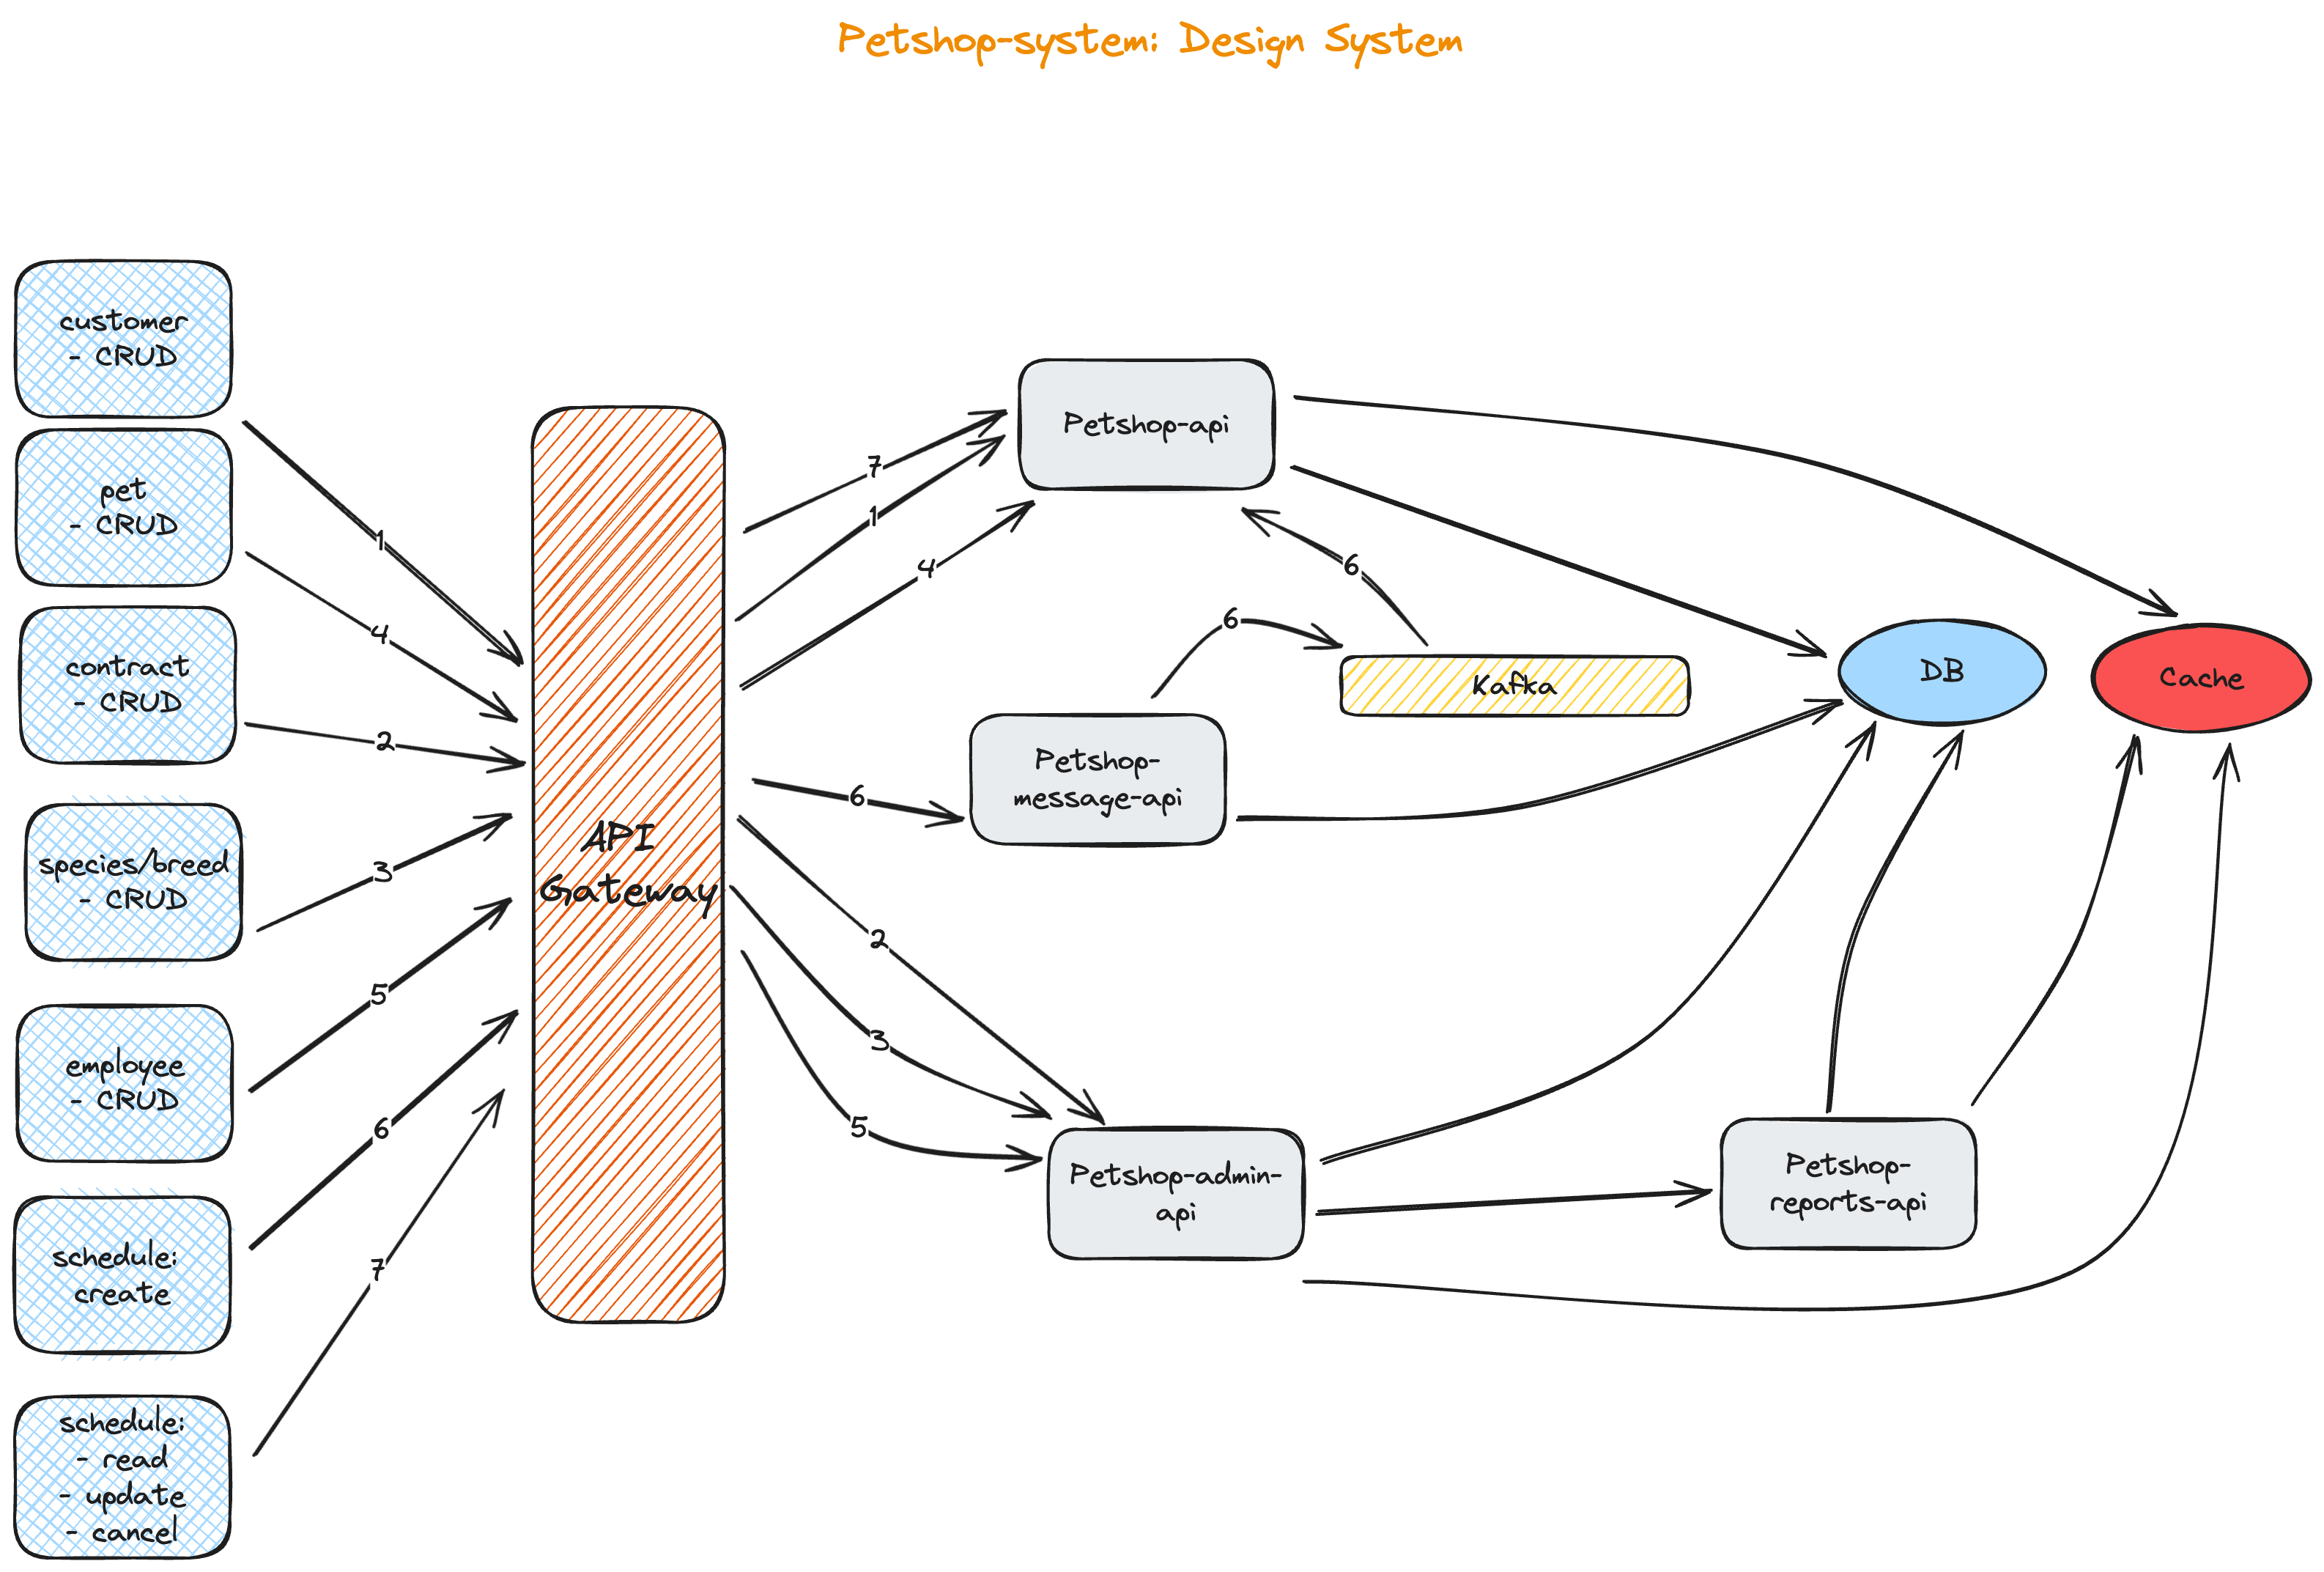 Petshop-system: Design System
customer
- CRUD
pet
- CRUD
contract
- CRUD
species/breed
- CRUD
employee
- CRUD
schedule:
create
schedule:
- read
- update
- cancel
1
4
2
3
5
6
7
API
Gateway
7
1
4
6
2
3
5
Petshop-api
6
6
Kafka
Petshop-
message-api
Petshop-admin-
api
Petshop-
reports-api
DB
Cache